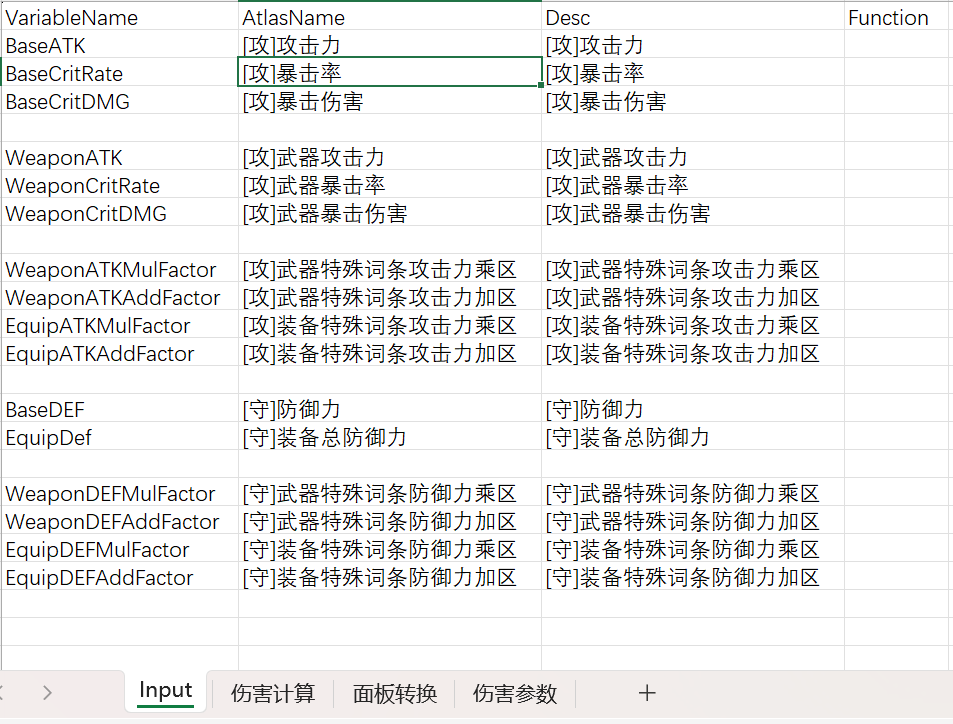 VariableName AtlasName Desc Function
BaseATK [攻]攻击力 [攻]攻击力
BaseCritRate [攻]暴击率 [攻]暴击率
BaseCritDMG [攻]暴击伤害 [攻]暴击伤害
WeaponATK [攻]武器攻击力 [攻]武器攻击力
WeaponCritRate [攻]武器暴击率 [攻]武器暴击率
WeaponCritDMG [攻]武器暴击伤害 [攻]武器暴击伤害
WeaponATKMulFactor [攻]武器特殊词条攻击力乘区 [攻]武器特殊词条攻击力乘区
WeaponATKAddFactor [攻]武器特殊词条攻击力加区 [攻]武器特殊词条攻击力加区
EquipATKMulFactor [攻]装备特殊词条攻击力乘区 [攻]装备特殊词条攻击力乘区
EquipATKAddFactor [攻]装备特殊词条攻击力加区 [攻]装备特殊词条攻击力加区
BaseDEF [守]防御力 [守]防御力
EquipDef [守]装备总防御力 [守]装备总防御力
WeaponDEFMulFactor [守]武器特殊词条防御力乘区 [守]武器特殊词条防御力乘区
WeaponDEFAddFactor [守]武器特殊词条防御力加区 [守]武器特殊词条防御力加区
EquipDEFMulFactor [守]装备特殊词条防御力乘区 [守]装备特殊词条防御力乘区
EquipDEFAddFactor [守]装备特殊词条防御力加区 [守]装备特殊词条防御力加区
Input 伤害计算 面板转换 伤害参数